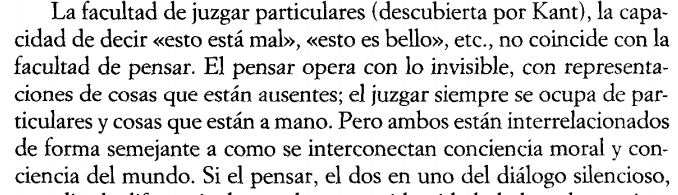 La facultad de juzgar particulares (descubierta por Kant), la capa-
cidad de decir «esto está mal», «esto es bello», etc., no coincide con la
facultad de pensar. El pensar opera con lo invisible, con representa-
ciones de cosas que están ausentes; el juzgar siempre se ocupa de par-
ticulares y cosas que están a mano. Pero ambos están interrelacionados
de forma semejante a como se interconectan conciencia moral y con-
ciencia del mundo. Si el pensar, el dos en uno del diálogo silencioso,